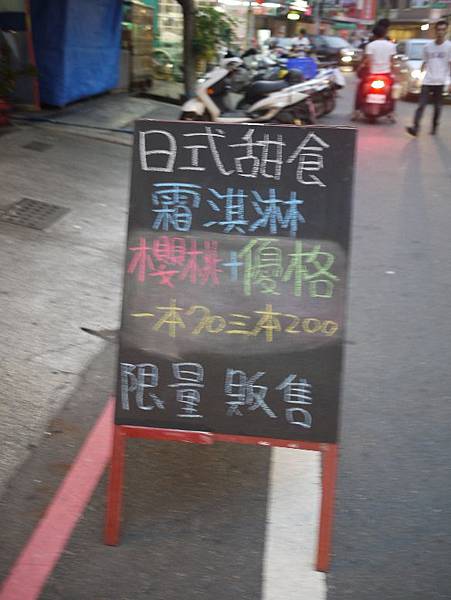 日式甜食
霜淇淋
櫻桃+優格
一本70三本200
限量 販售